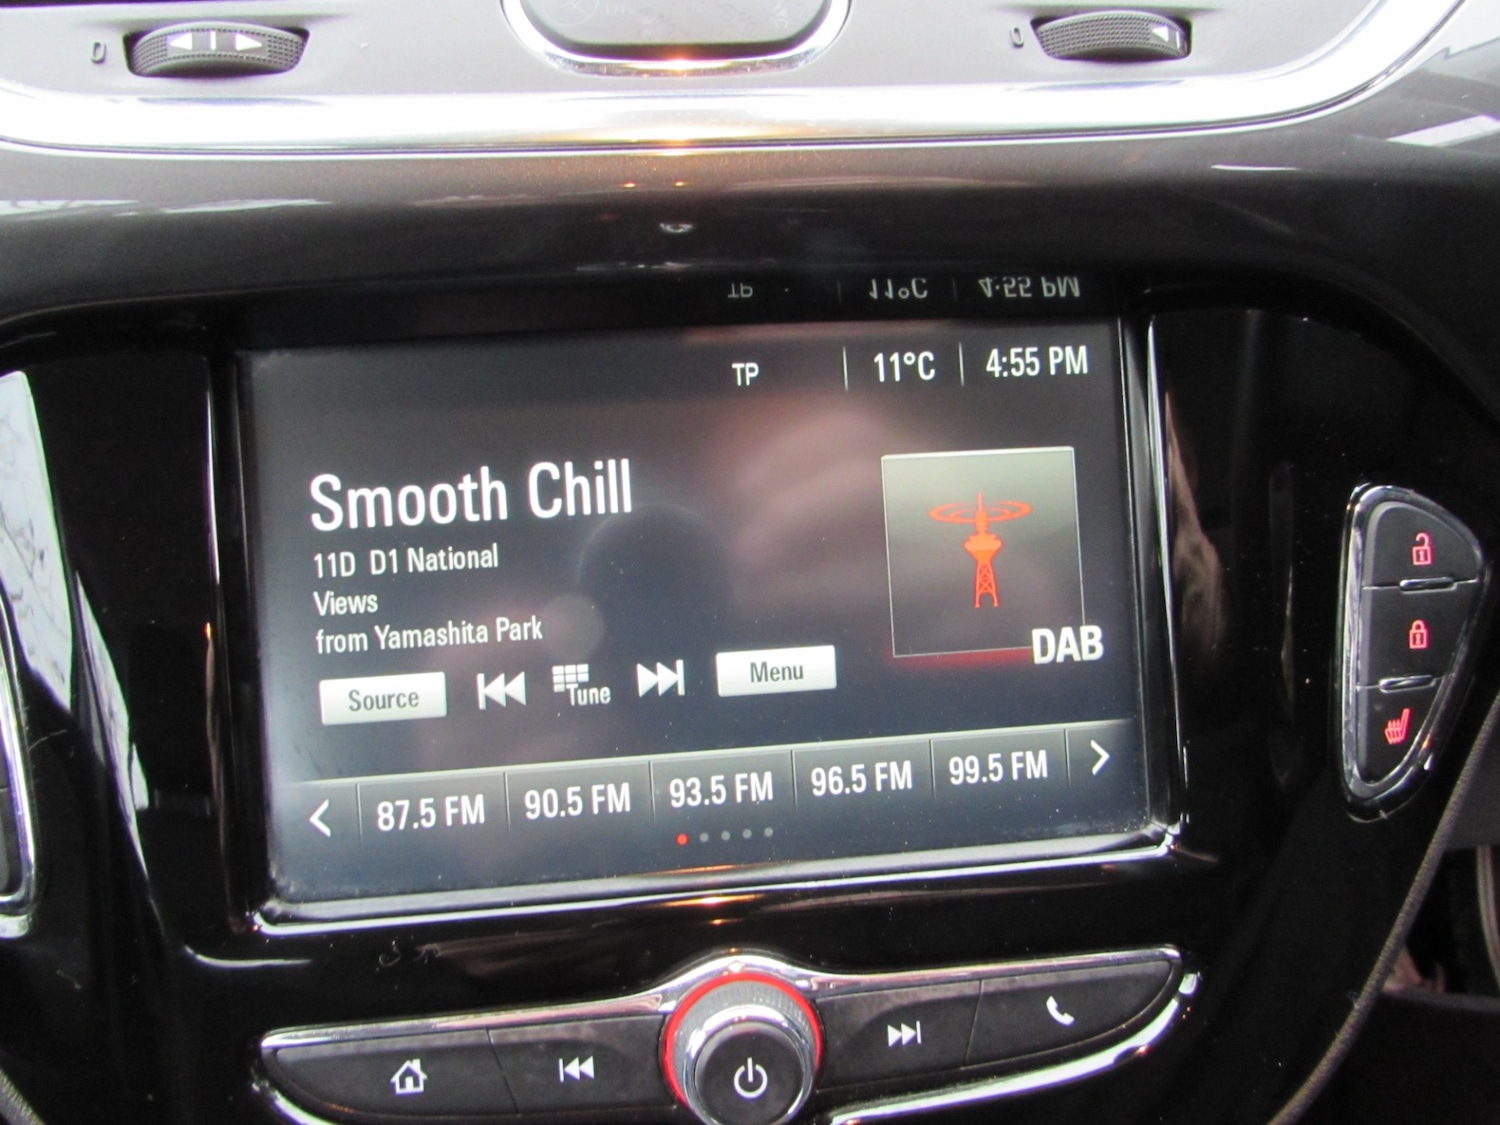 TP 11°C 4:55 PM
Smooth Chill
11D D1 National
Views
from Yamashita Park
DAB
Source Tune Menu
87.5 FM 90.5 FM 93.5 FM 96.5 FM 99.5 FM